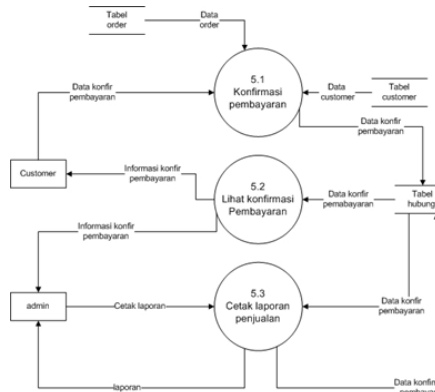 Tabel
order
Data
order
5.1
Konfirmasi
pembayaran
Data
customer
Tabel
customer
Data konfir
pembayaran
Data konfir
pembayaran
Customer
Informasi konfir
pembayaran
5.2
Lihat konfirmasi
Pembayaran
Data konfir
pemabayaran
Tabel
hubung
Informasi konfir
pembayaran
admin
Cetak laporan
5.3
Cetak laporan
penjualan
Data konfir
pembayaran
laporan
Data konfir